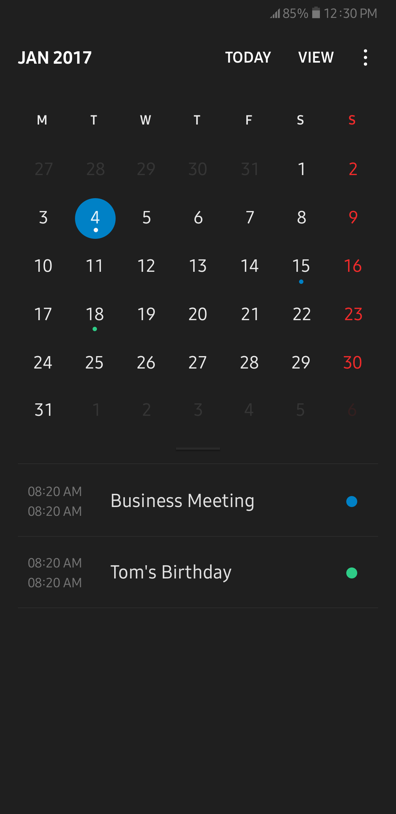 85% 12:30 PM
JAN 2017 TODAY VIEW
M T W T F S S
27 28 29 30 31 1 2
3 4 5 6 7 8 9
10 11 12 13 14 15 16
17 18 19 20 21 22 23
24 25 26 27 28 29 30
31 1 2 3 4 5 6
08:20 AM
08:20 AM
Business Meeting
08:20 AM
08:20 AM
Tom's Birthday